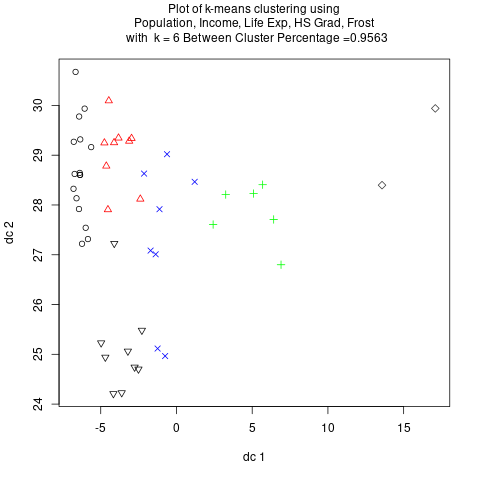 Plot of k-means clustering using
Population, Income, Life Exp, HS Grad, Frost
with k = 6 Between Cluster Percentage =0.9563
30
29
28
27
26
25
24
dc 2
-5 0 5 10 15
dc 1